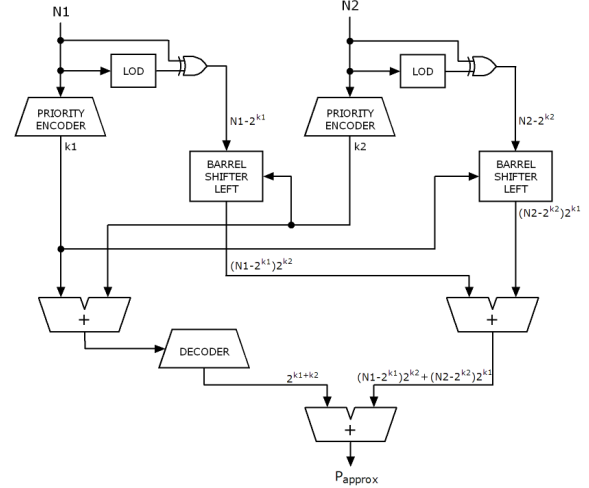 N1
N2
LOD
LOD
PRIORITY
ENCODER
N1-2^k1
PRIORITY
ENCODER
N2-2^k2
k1
k2
BARREL
SHIFTER
LEFT
BARREL
SHIFTER
LEFT
(N2-2^k2)2^k1
(N1-2^k1)2^k2
+
+
DECODER
2^k1+k2
(N1-2^k1)2^k2+(N2-2^k2)2^k1
+
P_approx